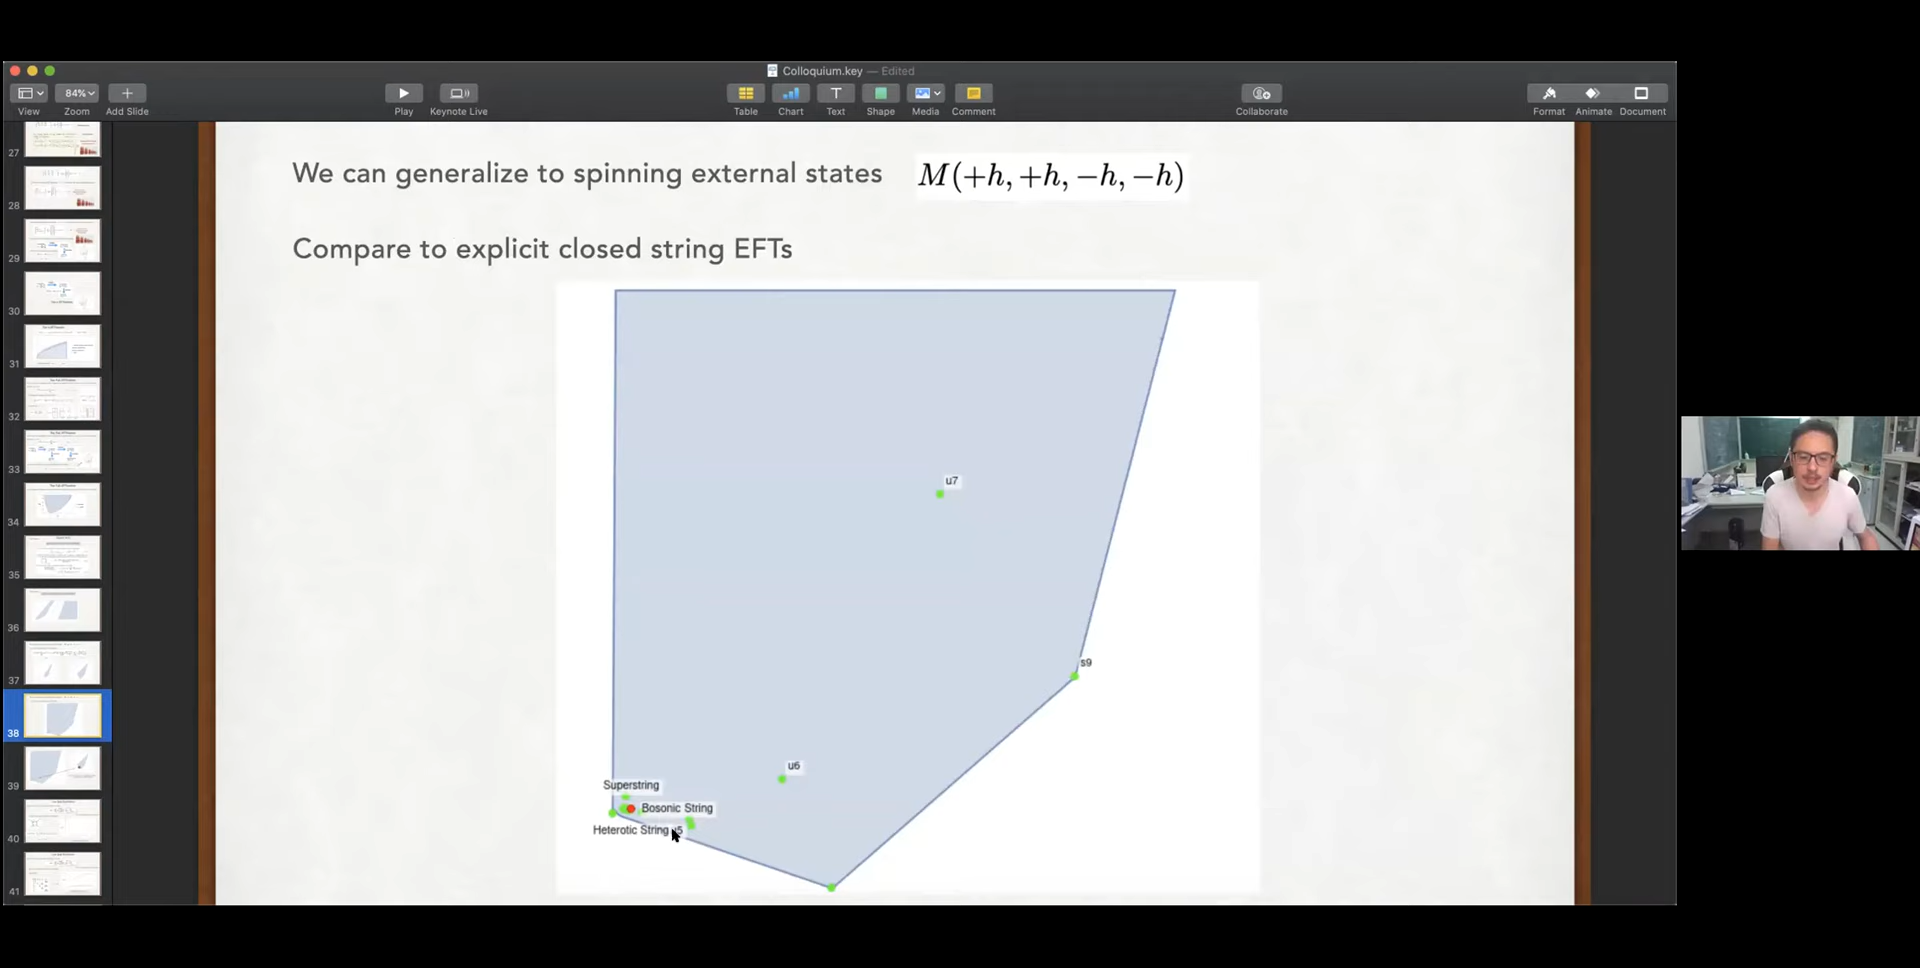 Colloquium.key — Edited
84%
View Zoom Add Slide Play Keynote Live Table Chart Text Shape Media Comment Collaborate Format Animate Document
27
28
29
30
31
32
33
34
35
36
37
38
39
40
41
We can generalize to spinning external states M(+h, +h, −h, −h)
Compare to explicit closed string EFTs
u7
s9
u6
Superstring
Bosonic String
Heterotic String